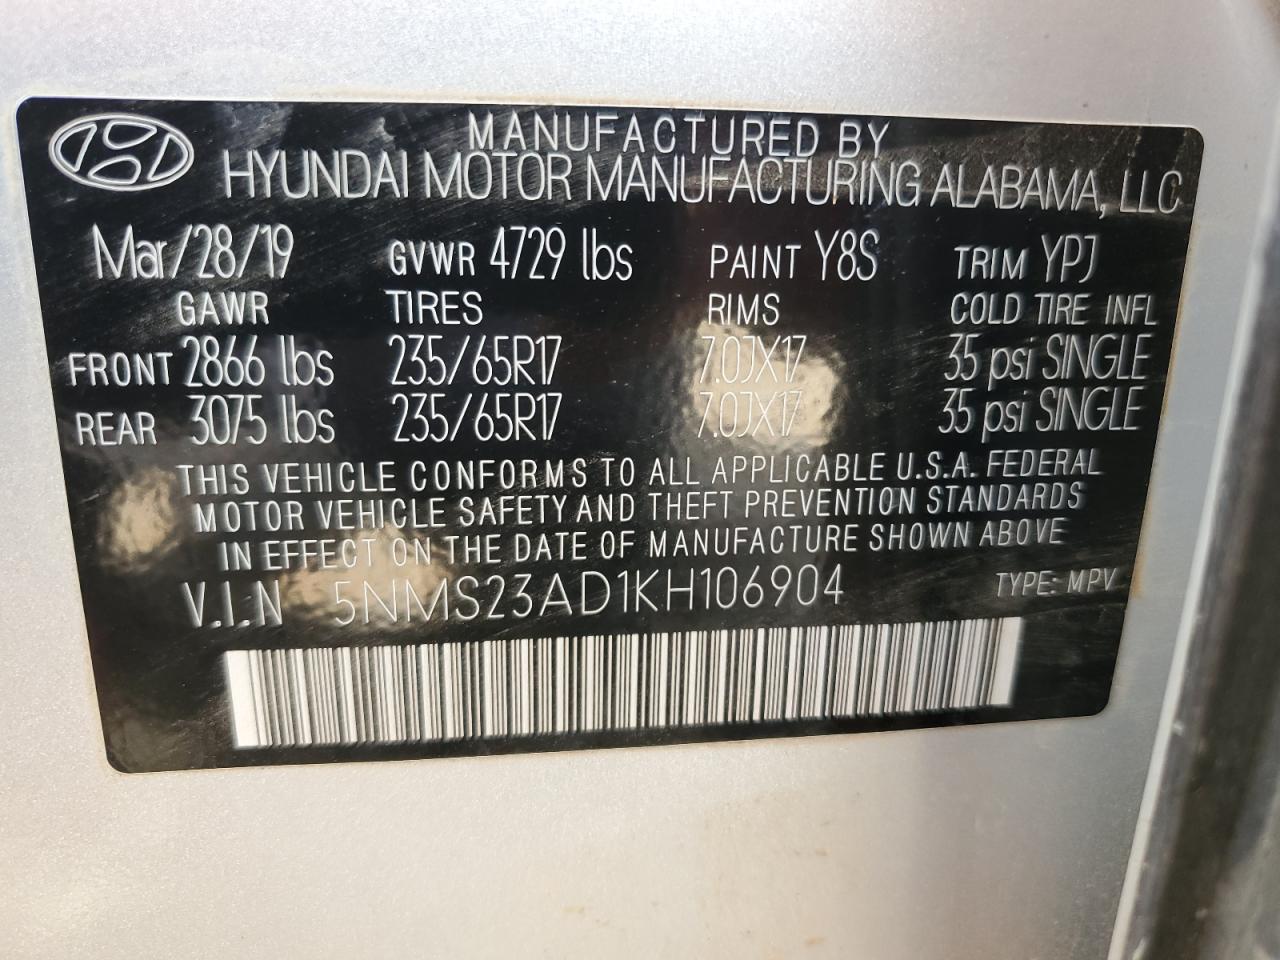 MANUFACTURED BY
HYUNDAI MOTOR MANUFACTURING ALABAMA, LLC
Mar/28/19 GVWR 4729 lbs PAINT Y8S TRIM YPJ
GAWR TIRES RIMS COLD TIRE INFL
FRONT 2866 lbs 235/65R17 7.0JX17 35 psi SINGLE
REAR 3075 lbs 235/65R17 7.0JX17 35 psi SINGLE
THIS VEHICLE CONFORMS TO ALL APPLICABLE U.S.A. FEDERAL
MOTOR VEHICLE SAFETY AND THEFT PREVENTION STANDARDS
IN EFFECT ON THE DATE OF MANUFACTURE SHOWN ABOVE
V.I.N 5NMS23AD1KH106904 TYPE: MPV